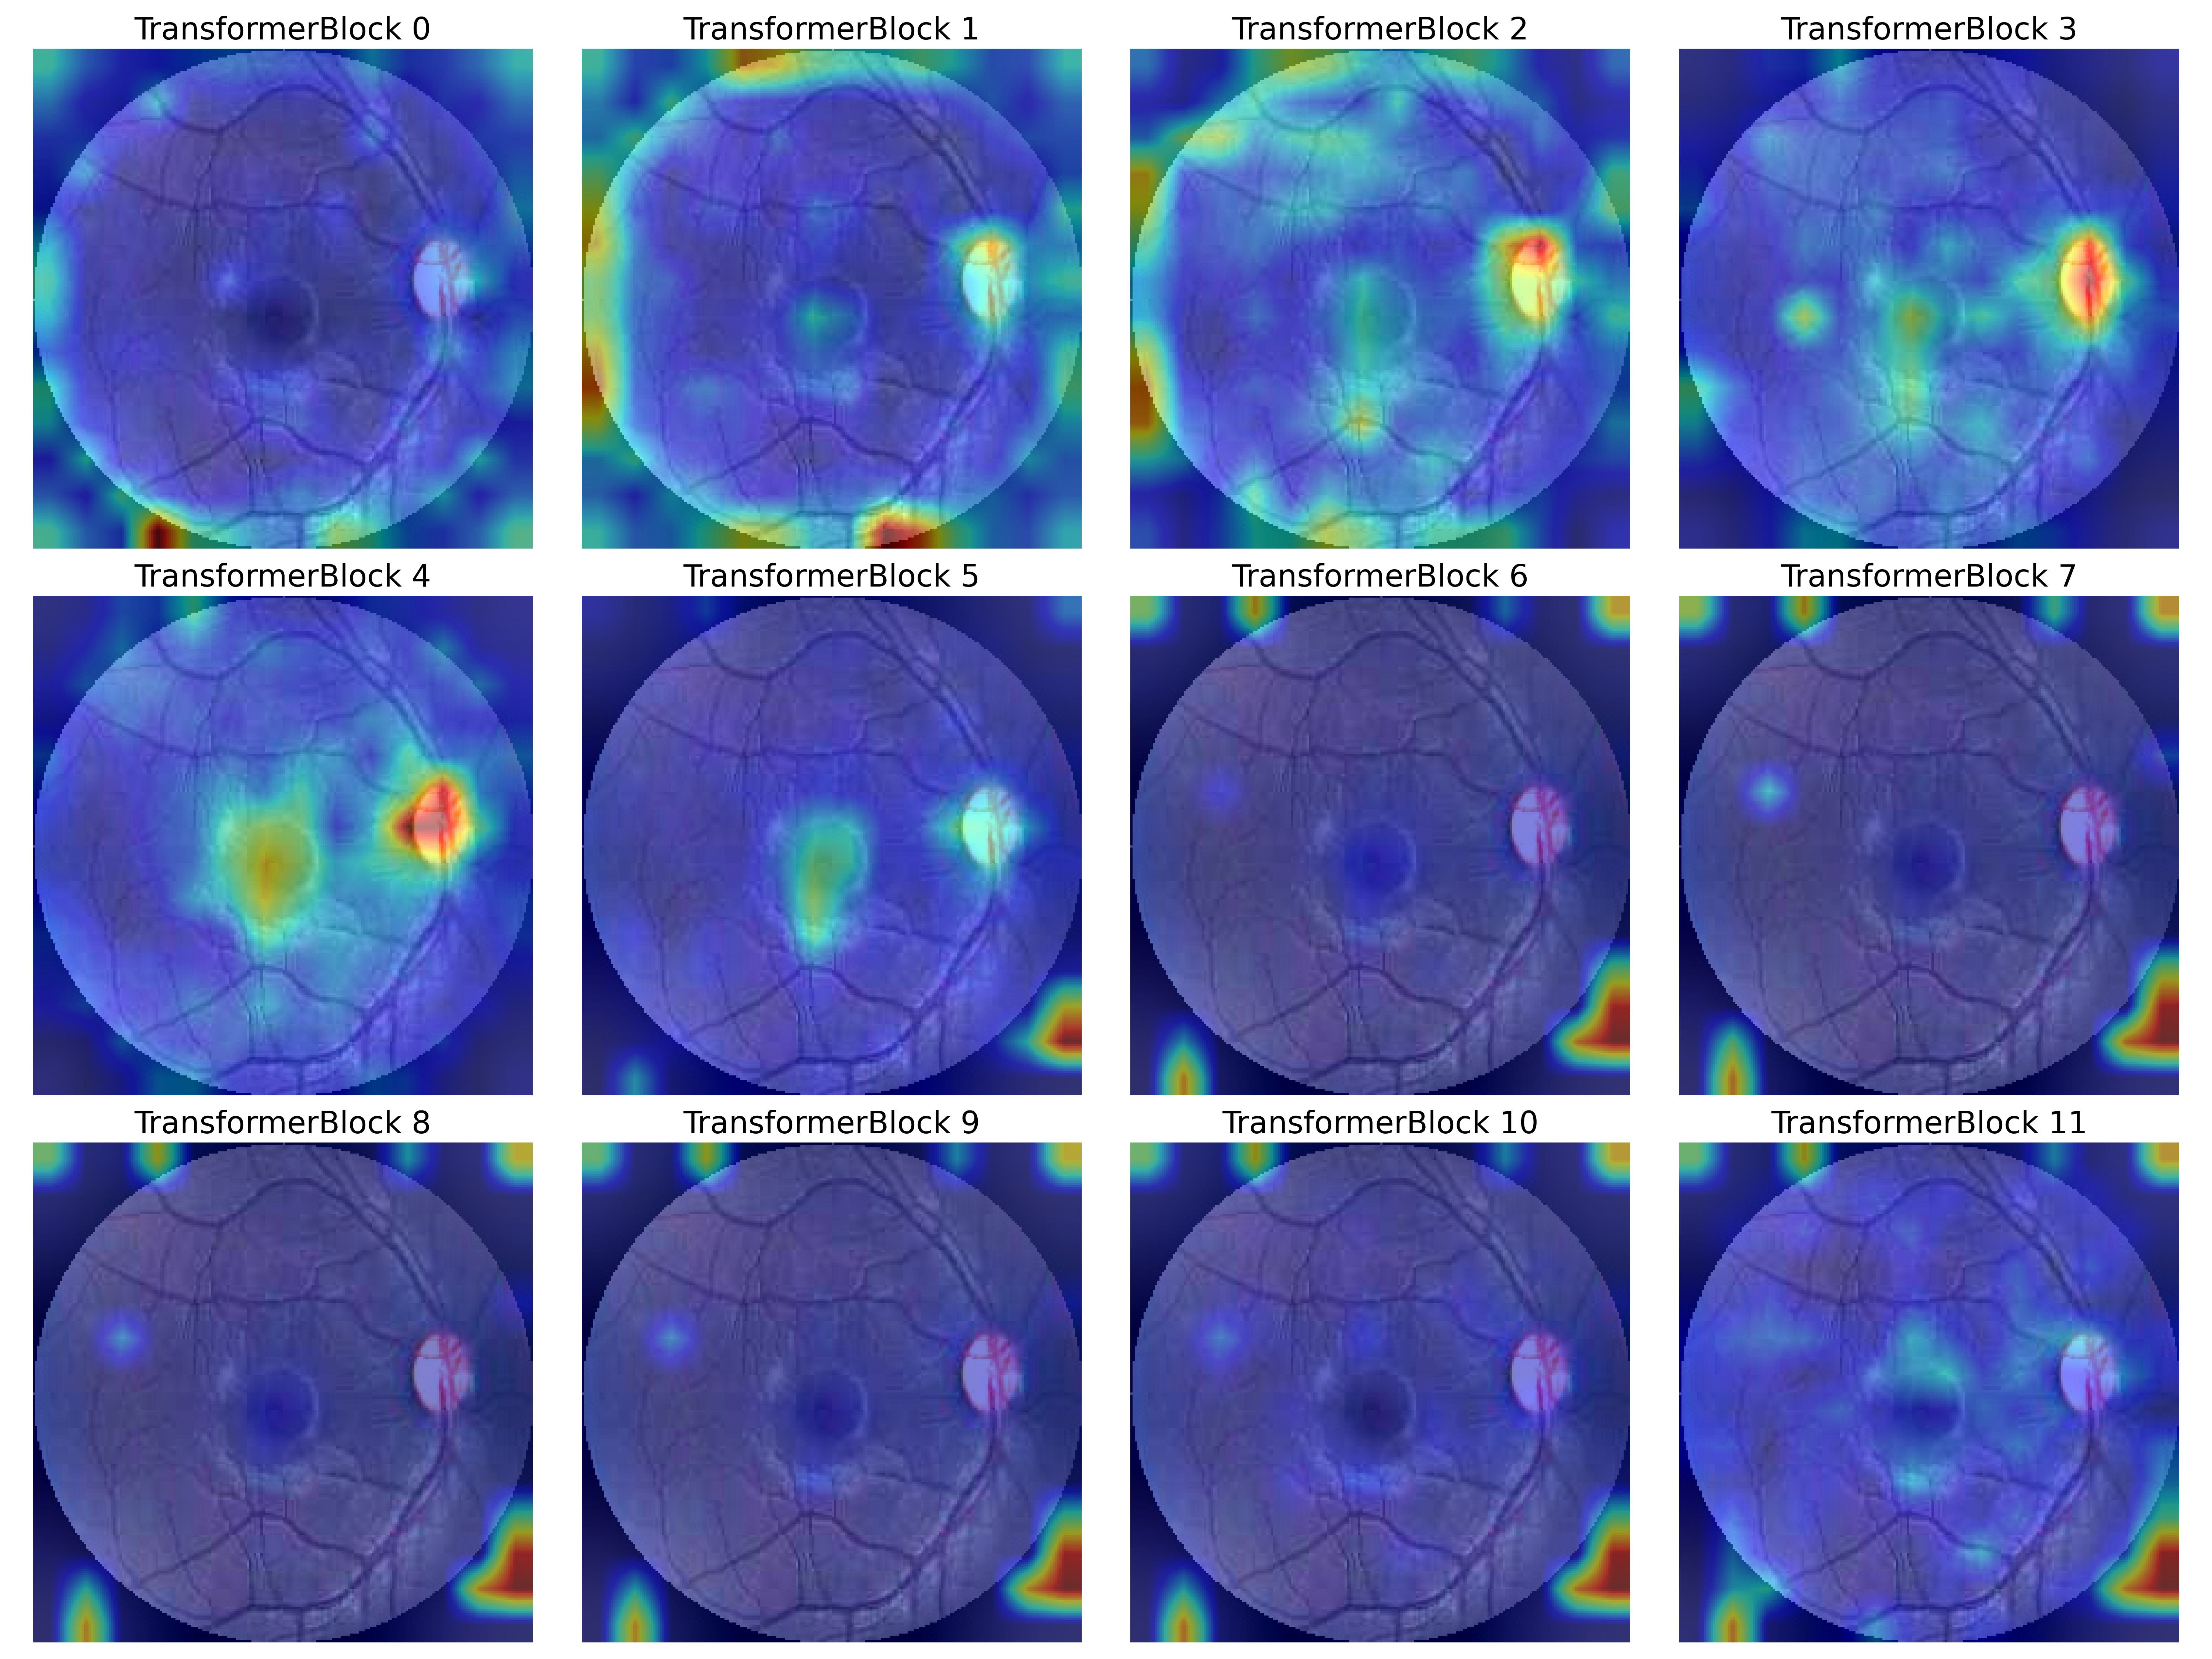 TransformerBlock 0
TransformerBlock 1
TransformerBlock 2
TransformerBlock 3
TransformerBlock 4
TransformerBlock 5
TransformerBlock 6
TransformerBlock 7
TransformerBlock 8
TransformerBlock 9
TransformerBlock 10
TransformerBlock 11